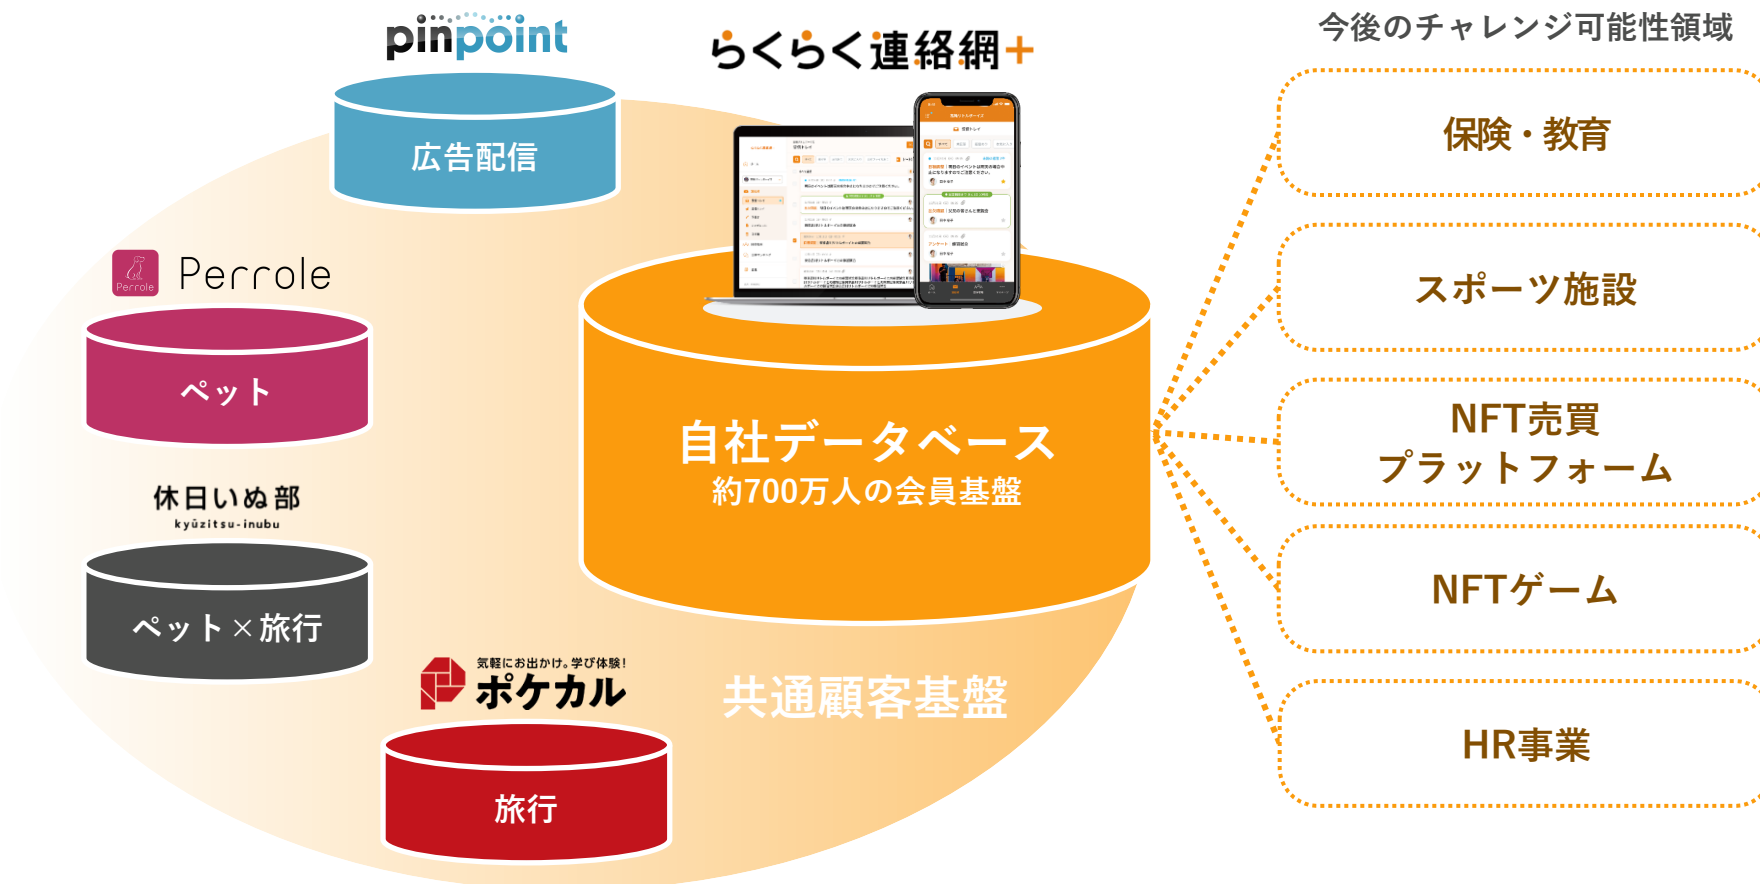 pinpoint
広告配信
らくらく連絡網+
Perrole
Perrole
ペット
休日いぬ部
kyūzitsu-inubu
ペット×旅行
気軽にお出かけ。学び体験!
ポケカル
旅行
自社データベース
約700万人の会員基盤
共通顧客基盤
今後のチャレンジ可能性領域
保険・教育
スポーツ施設
NFT売買
プラットフォーム
NFTゲーム
HR事業